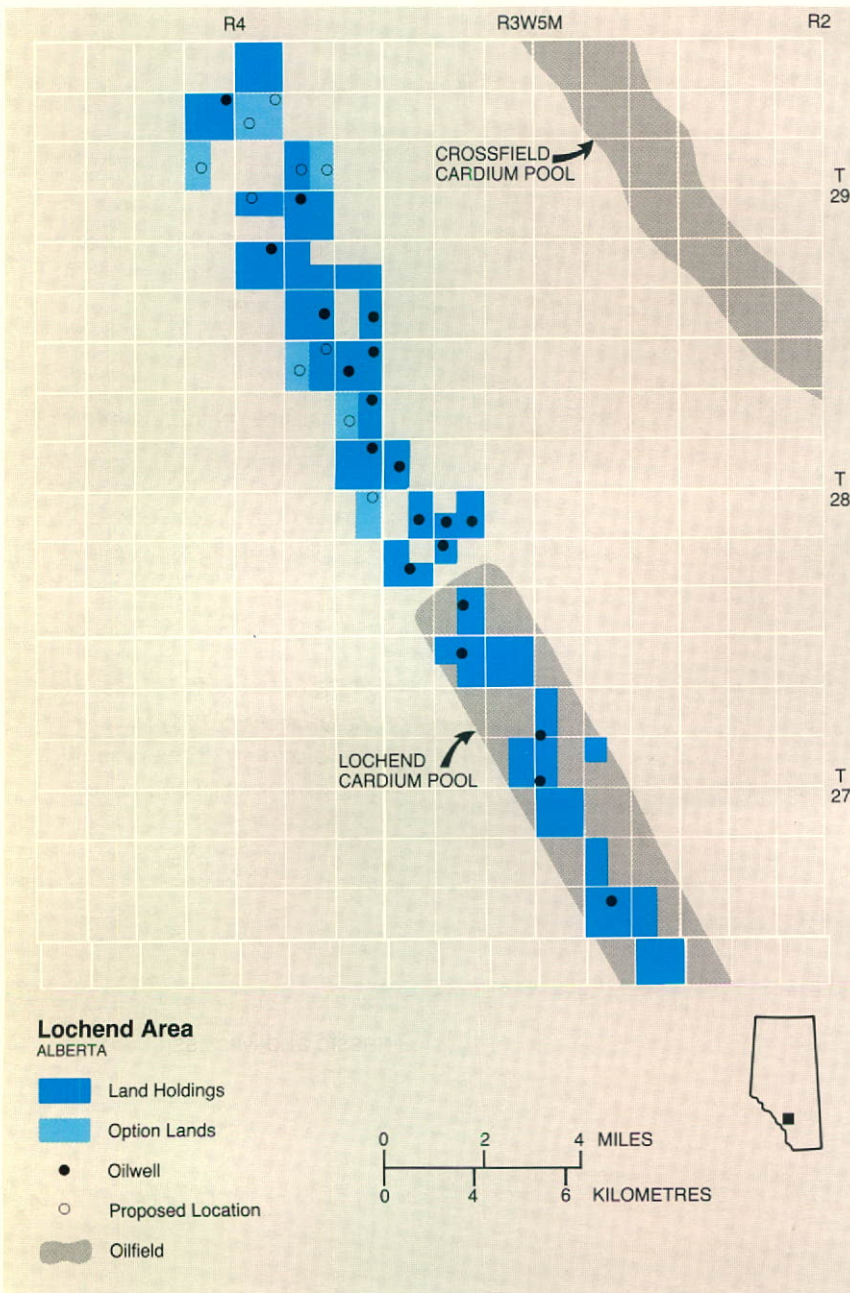 R4 R3W5M R2
CROSSFIELD
CARDIUM POOL
T
29
T
28
LOCHEND
CARDIUM POOL
T
27
Lochend Area
ALBERTA
Land Holdings
Option Lands
Oilwell
Proposed Location
Oilfield
0 2 4 MILES
0 4 6 KILOMETRES